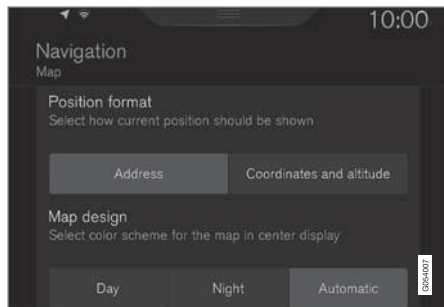 10:00
Navigation
Map
Position format
Select how current position should be shown
Address
Coordinates and altitude
Map design
Select color scheme for the map in center display
Day
Night
Automatic
G054007